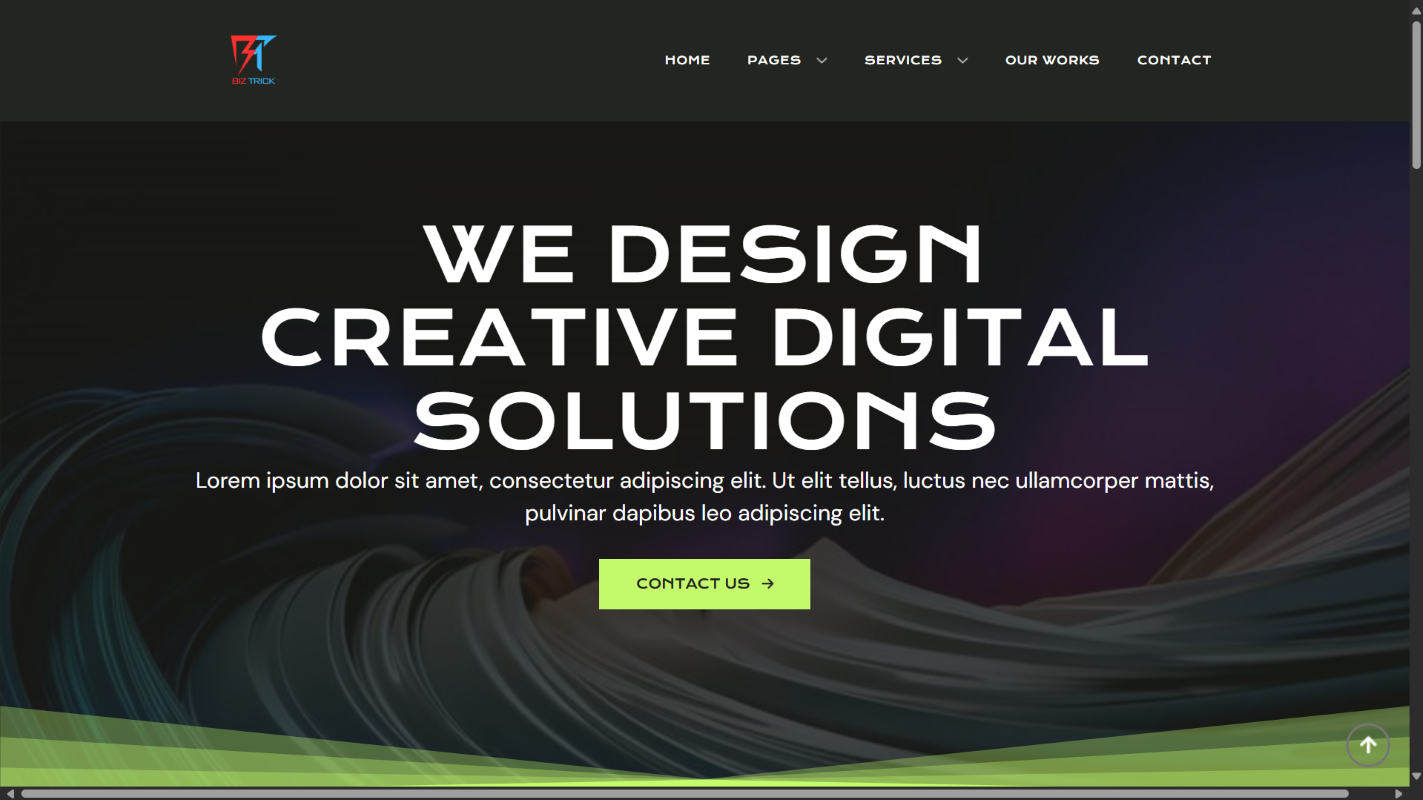 BIZ TRICK
HOME PAGES SERVICES OUR WORKS CONTACT
WE DESIGN
CREATIVE DIGITAL
SOLUTIONS
Lorem ipsum dolor sit amet, consectetur adipiscing elit. Ut elit tellus, luctus nec ullamcorper mattis,
pulvinar dapibus leo adipiscing elit.
CONTACT US →